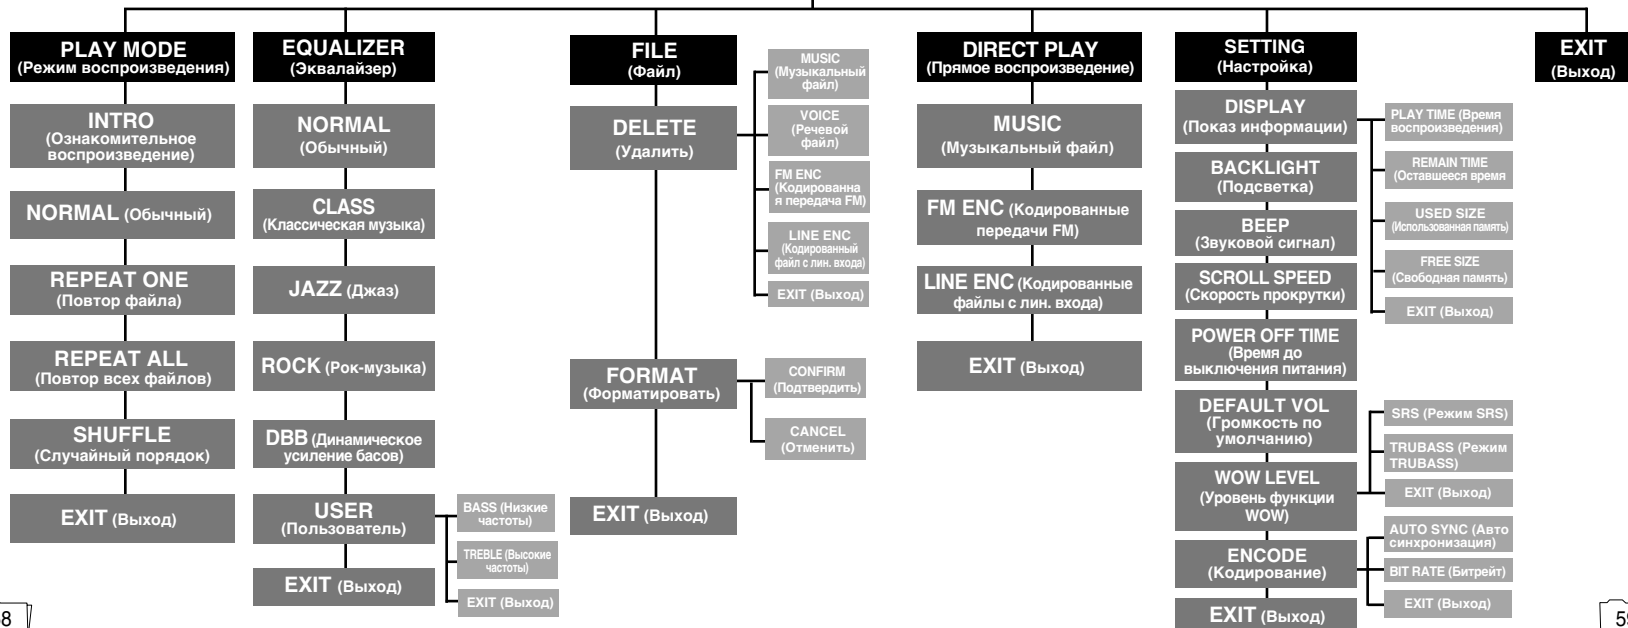 PLAY MODE
(Режим воспроизведения)
INTRO
(Ознакомительное
воспроизведение)
NORMAL (Обычный)
REPEAT ONE
(Повтор файла)
REPEAT ALL
(Повтор всех файлов)
SHUFFLE
(Случайный порядок)
EXIT (Выход)
EQUALIZER
(Эквалайзер)
NORMAL
(Обычный)
CLASS
(Классическая музыка)
JAZZ (Джаз)
ROCK (Рок-музыка)
DBB (Динамическое
усиление басов)
USER
(Пользователь)
EXIT (Выход)
BASS (Низкие
частоты)
TREBLE (Высокие
частоты)
EXIT (Выход)
FILE
(Файл)
DELETE
(Удалить)
MUSIC
(Музыкальный
файл)
VOICE
(Речевой
файл)
FM ENC
(Кодированна
я передача FM)
LINE ENC
(Кодированный
файл с лин. входа)
EXIT (Выход)
FORMAT
(Форматировать)
CONFIRM
(Подтвердить)
CANCEL
(Отменить)
EXIT (Выход)
DIRECT PLAY
(Прямое воспроизведение)
MUSIC
(Музыкальный файл)
FM ENC (Кодированные
передачи FM)
LINE ENC (Кодированные
файлы с лин. входа)
EXIT (Выход)
SETTING
(Настройка)
DISPLAY
(Показ информации)
PLAY TIME (Время
воспроизведения)
REMAIN TIME
(Оставшееся время
USED SIZE
(Использованная память)
FREE SIZE
(Свободная память)
EXIT (Выход)
BACKLIGHT
(Подсветка)
BEEP
(Звуковой сигнал)
SCROLL SPEED
(Скорость прокрутки)
POWER OFF TIME
(Время до
выключения питания)
DEFAULT VOL
(Громкость по
умолчанию)
WOW LEVEL
(Уровень функции
WOW)
SRS (Режим SRS)
TRUBASS (Режим
TRUBASS)
EXIT (Выход)
ENCODE
(Кодирование)
AUTO SYNC (Авто
синхронизация)
BIT RATE (Битрейт)
EXIT (Выход)
EXIT (Выход)
EXIT
(Выход)